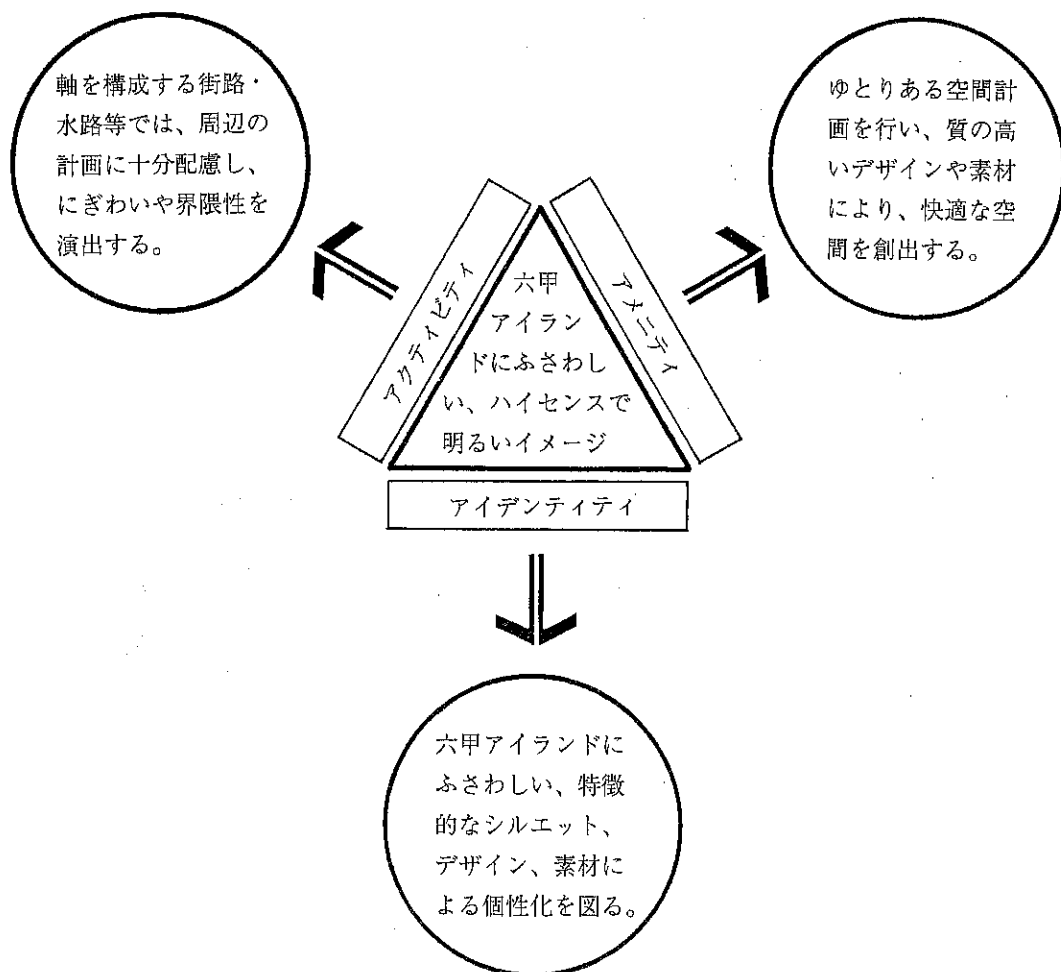 軸を構成する街路・
水路等では、周辺の
計画に十分配慮し、
にぎわいや界隈性を
演出する。
ゆとりある空間計
画を行い、質の高
いデザインや素材
により、快適な空
間を創出する。
アクティビティ
アメニティ
六甲
アイラン
ドにふさわし
い、ハイセンスで
明るいイメージ
アイデンティティ
六甲アイランドに
ふさわしい、特徴
的なシルエット、
デザイン、素材に
よる個性化を図る。